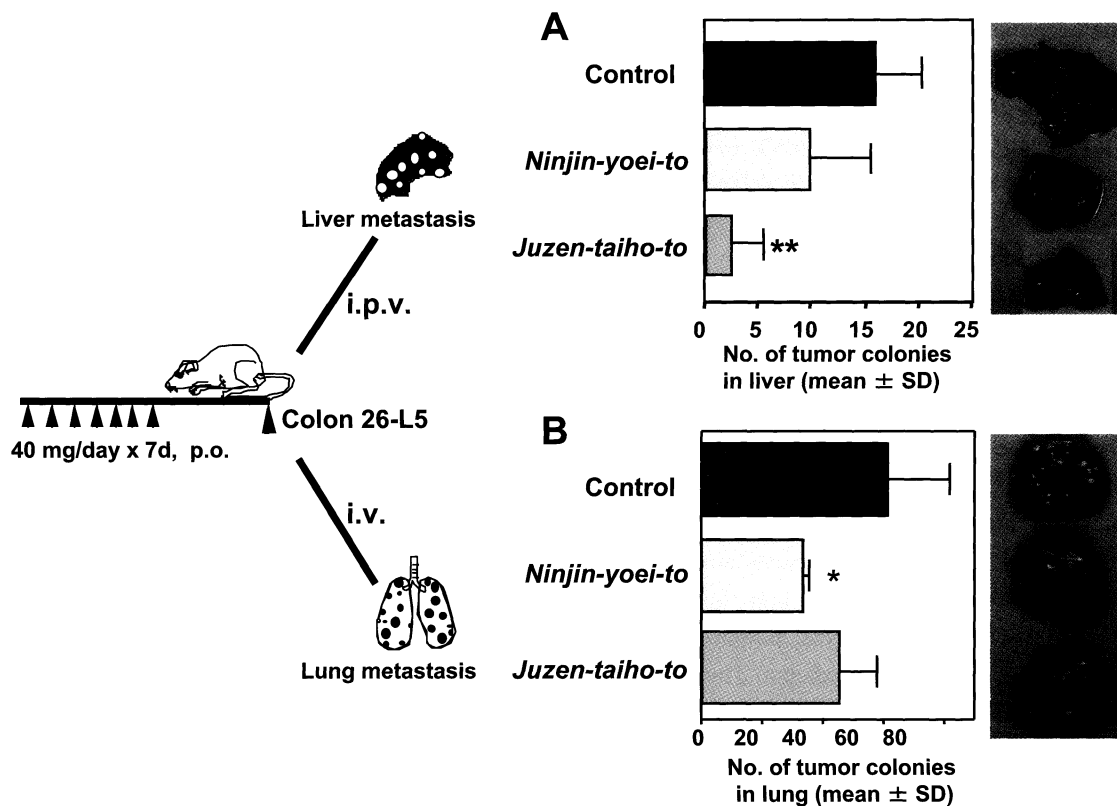 Liver metastasis
i.p.v.
Colon 26-L5
40 mg/day x 7d, p.o.
i.v.
Lung metastasis
A
Control
Ninjin-yoei-to
Juzen-taiho-to
**
0 5 10 15 20 25
No. of tumor colonies
in liver (mean ± SD)
B
Control
Ninjin-yoei-to
*
Juzen-taiho-to
0 20 40 60 80
No. of tumor colonies
in lung (mean ± SD)